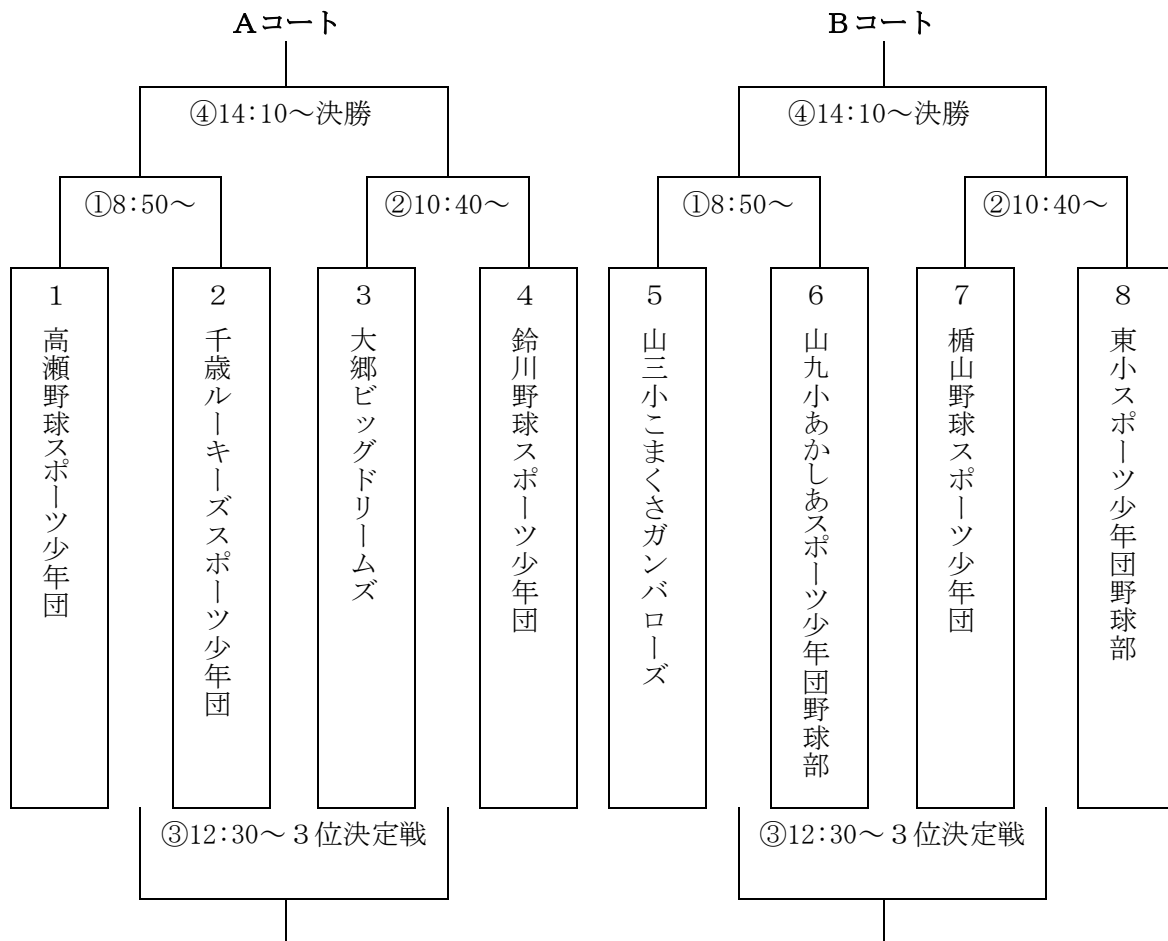 Aコート
④14:10～決勝
①8:50～
②10:40～
1 高瀬野球スポーツ少年団
2 千歳ルーキーズスポーツ少年団
3 大郷ビッグドリームズ
4 鈴川野球スポーツ少年団
③12:30～３位決定戦
Bコート
④14:10～決勝
①8:50～
②10:40～
5 山三小こまくさガンバローズ
6 山九小あかしあスポーツ少年団野球部
7 楯山野球スポーツ少年団
8 東小スポーツ少年団野球部
③12:30～３位決定戦